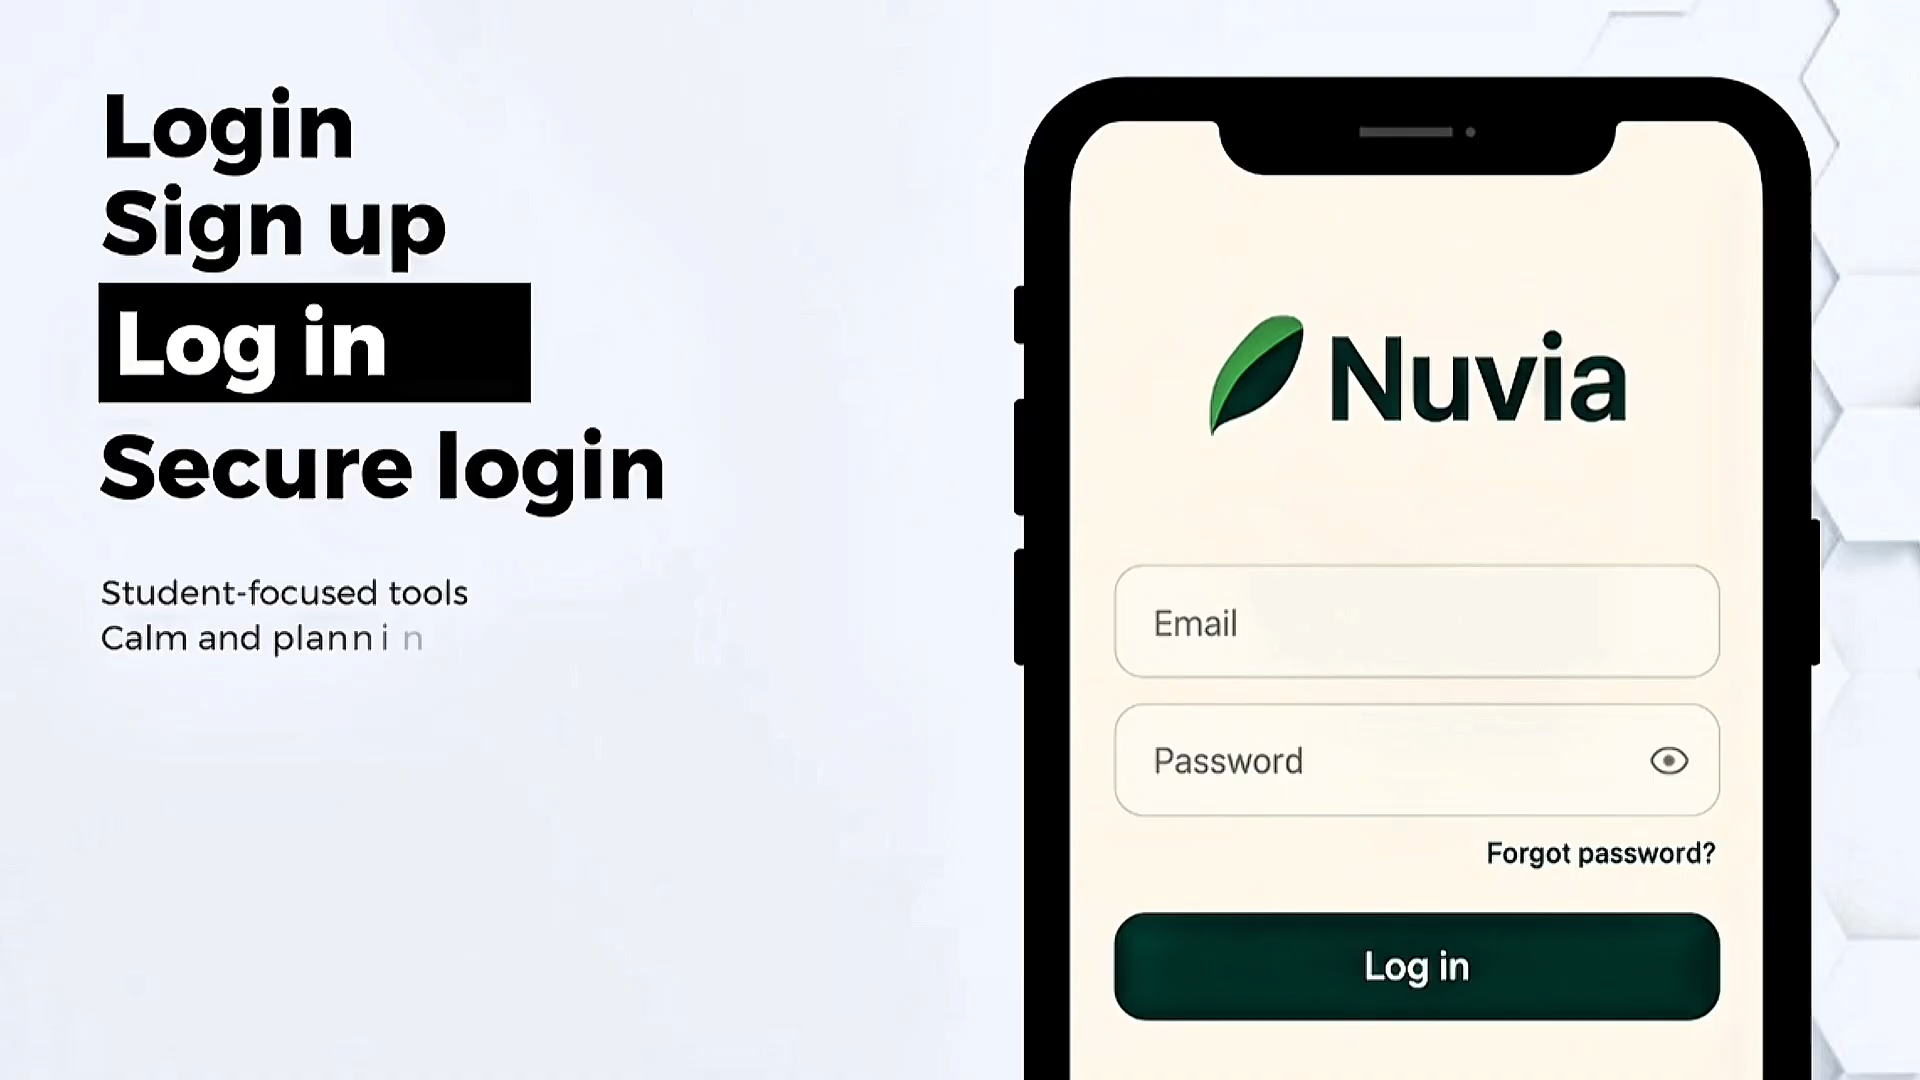 Login
Sign up
Log in
Secure login
Student-focused tools
Calm and plannin
Nuvia
Email
Password
Forgot password?
Log in